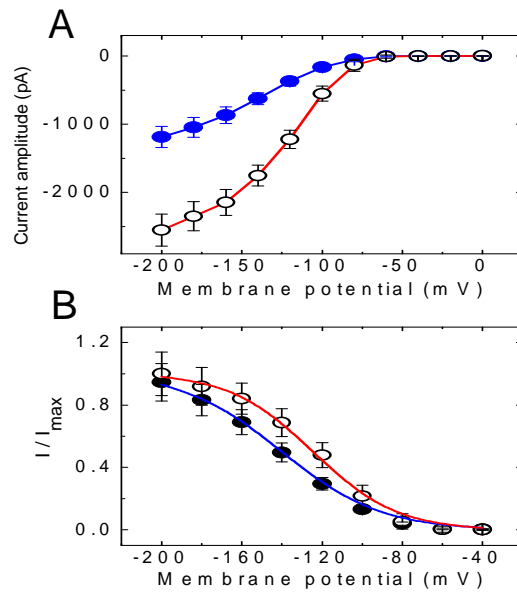 A
0
-1000
-2000
Current amplitude (pA)
-200 -150 -100 -50 0
Membrane potential (mV)
B
1.2
0.8
0.4
0.0
I / Imax
-200 -160 -120 -80 -40
Membrane potential (mV)